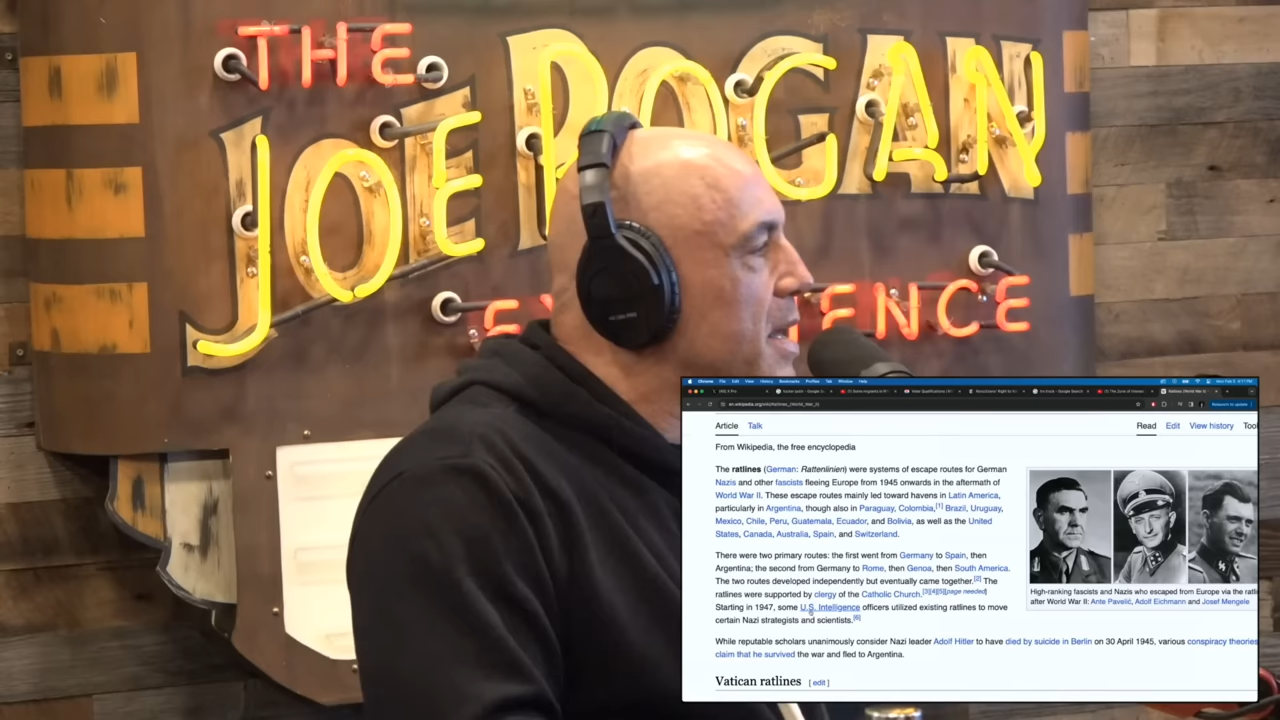 THE
JOE ROGAN
Chrome File Edit View History Bookmarks Profiles Tab Window Help
Article Talk Read Edit View history
From Wikipedia, the free encyclopedia
The ratlines (German: Rattenlinien) were systems of escape routes for German
Nazis and other fascists fleeing Europe from 1945 onwards in the aftermath of
World War II. These escape routes mainly led toward havens in Latin America,
particularly in Argentina, though also in Paraguay, Colombia,[1] Brazil, Uruguay,
Mexico, Chile, Peru, Guatemala, Ecuador, and Bolivia, as well as the United
States, Canada, Australia, Spain, and Switzerland.
There were two primary routes: the first went from Germany to Spain, then
Argentina; the second from Germany to Rome, then Genoa, then South America.
The two routes developed independently but eventually came together.[2] The
ratlines were supported by clergy of the Catholic Church.[3][4][5][page needed]
Starting in 1947, some U.S. Intelligence officers utilized existing ratlines to move
certain Nazi strategists and scientists.[6]
High-ranking fascists and Nazis who escaped from Europe via the
after World War II: Ante Pavelić, Adolf Eichmann and Josef Mengele
While reputable scholars unanimously consider Nazi leader Adolf Hitler to have died by suicide in Berlin on 30 April 1945, various conspiracy theories
claim that he survived the war and fled to Argentina.
Vatican ratlines [ edit ]